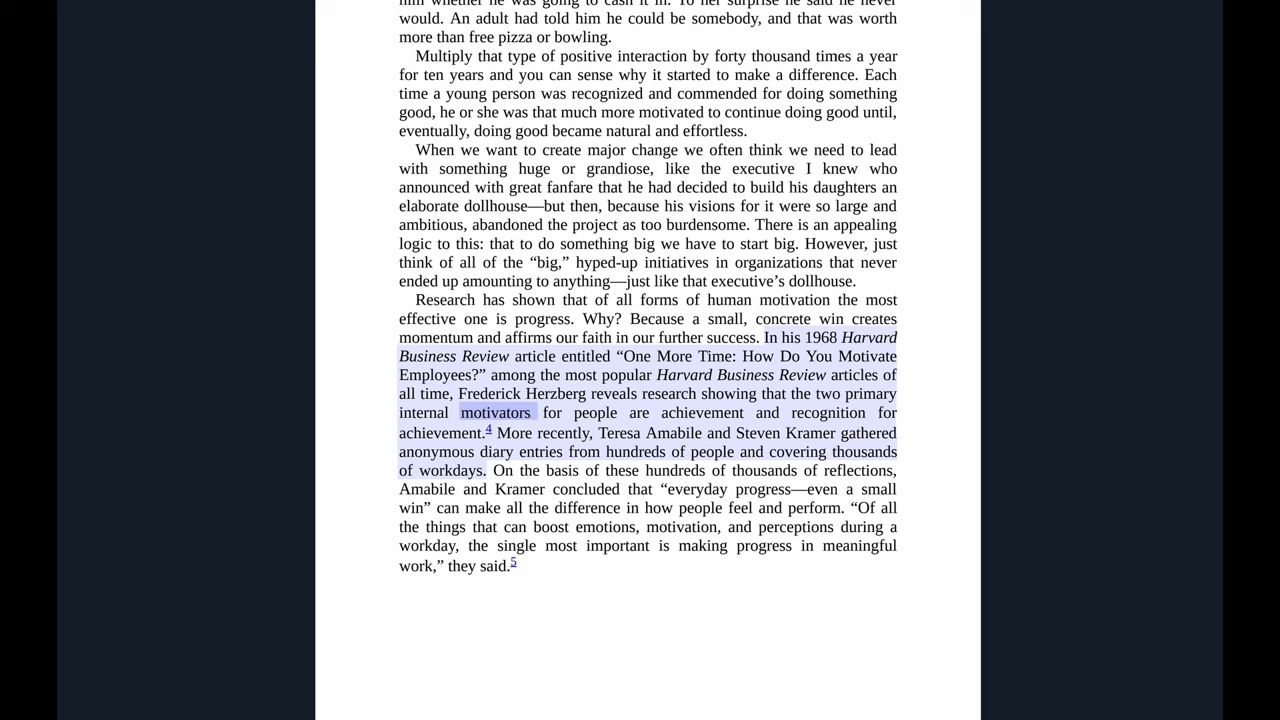 him whether he was going to cash it in. To her surprise he said he never
would. An adult had told him he could be somebody, and that was worth
more than free pizza or bowling.
Multiply that type of positive interaction by forty thousand times a year
for ten years and you can sense why it started to make a difference. Each
time a young person was recognized and commended for doing something
good, he or she was that much more motivated to continue doing good until,
eventually, doing good became natural and effortless.
When we want to create major change we often think we need to lead
with something huge or grandiose, like the executive I knew who
announced with great fanfare that he had decided to build his daughters an
elaborate dollhouse—but then, because his visions for it were so large and
ambitious, abandoned the project as too burdensome. There is an appealing
logic to this: that to do something big we have to start big. However, just
think of all of the “big,” hyped-up initiatives in organizations that never
ended up amounting to anything—just like that executive’s dollhouse.
Research has shown that of all forms of human motivation the most
effective one is progress. Why? Because a small, concrete win creates
momentum and affirms our faith in our further success. In his 1968 Harvard
Business Review article entitled “One More Time: How Do You Motivate
Employees?” among the most popular Harvard Business Review articles of
all time, Frederick Herzberg reveals research showing that the two primary
internal motivators for people are achievement and recognition for
achievement.4 More recently, Teresa Amabile and Steven Kramer gathered
anonymous diary entries from hundreds of people and covering thousands
of workdays. On the basis of these hundreds of thousands of reflections,
Amabile and Kramer concluded that “everyday progress—even a small
win” can make all the difference in how people feel and perform. “Of all
the things that can boost emotions, motivation, and perceptions during a
workday, the single most important is making progress in meaningful
work,” they said.5